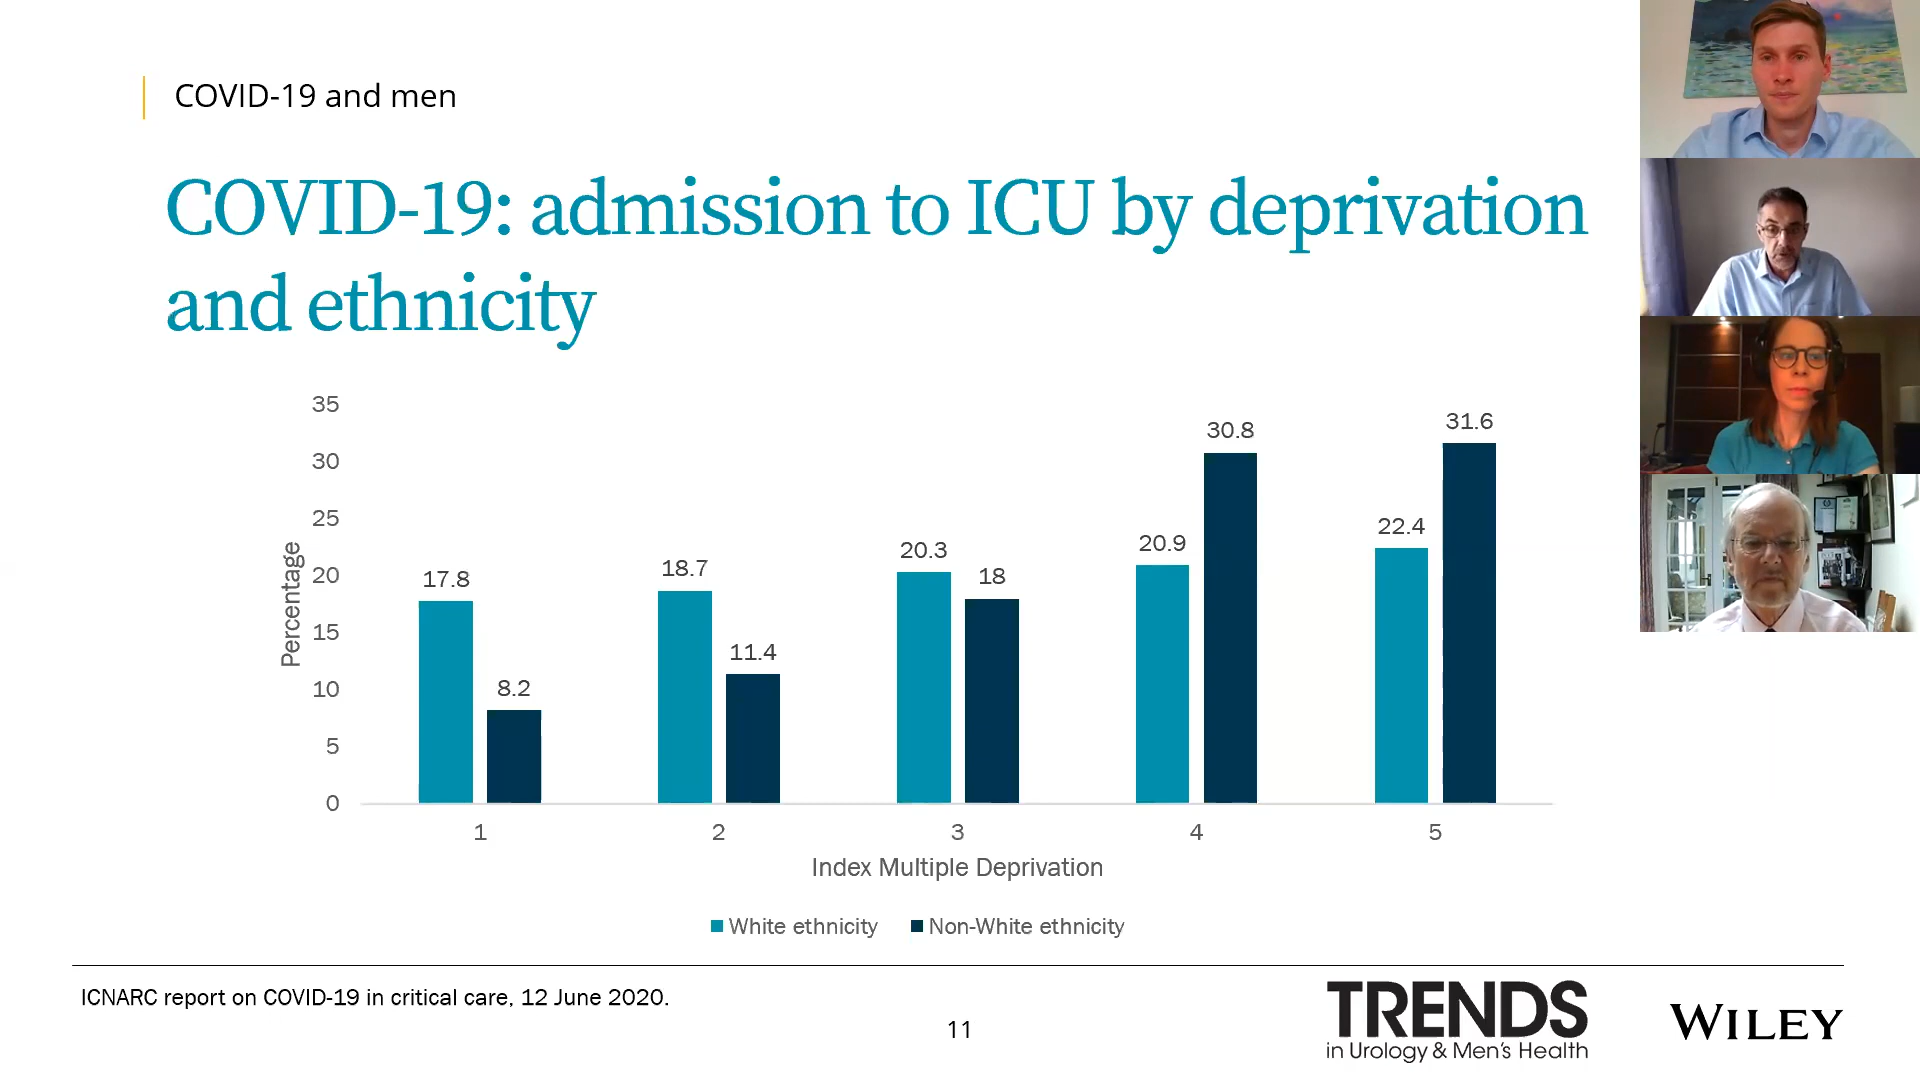 COVID-19 and men
COVID-19: admission to ICU by deprivation
and ethnicity
35
30
25
20
15
10
5
0
Percentage
17.8
8.2
18.7
11.4
20.3
18
20.9
30.8
22.4
31.6
1
2
3
4
5
Index Multiple Deprivation
White ethnicity
Non-White ethnicity
ICNARC report on COVID-19 in critical care, 12 June 2020.
11
TRENDS
in Urology & Men's Health
WILEY